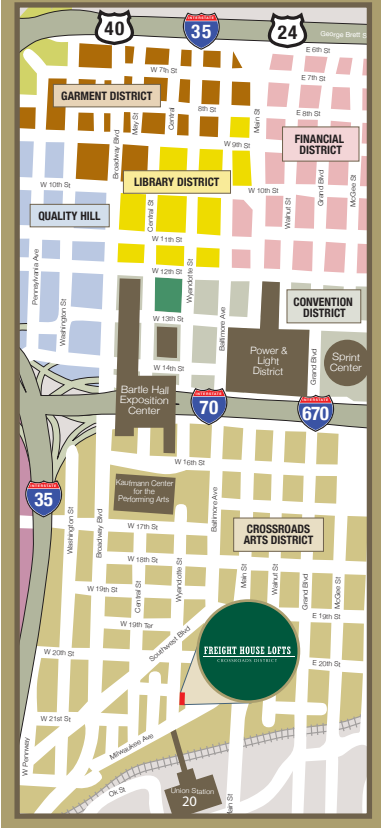 40
INTERSTATE
35
24
George Brett S
E 6th St
W 7th St
E 7th St
GARMENT DISTRICT
May St
Central
8th St
E 8th St
Main St
Broadway Blvd
W 9th St
FINANCIAL
DISTRICT
LIBRARY DISTRICT
W 10th St
W 10th St
Walnut St
Grand Blvd
McGee St
QUALITY HILL
Central St
W 11th St
Pennsylvania Ave
W 12th St
Wyandotte St
Washington St
CONVENTION
DISTRICT
W 13th St
Baltimore Ave
Power &
Light
District
Grand Blvd
Sprint
Center
W 14th St
Bartle Hall
Exposition
Center
INTERSTATE
70
INTERSTATE
670
W 16th St
INTERSTATE
35
Kaufmann Center
for the
Performing Arts
Baltimore Ave
Washington St
Broadway Blvd
W 17th St
CROSSROADS
ARTS DISTRICT
W 18th St
Wyandotte St
Main St
Walnut St
Grand Blvd
McGee St
W 19th St
Central St
W 19th Ter
E 19th St
Southwest Blvd
FREIGHT HOUSE LOFTS
CROSSROADS DISTRICT
W 20th St
E 20th St
W 21st St
W Pennway
Milwaukee Ave
Ok St
Union Station
20
Main St